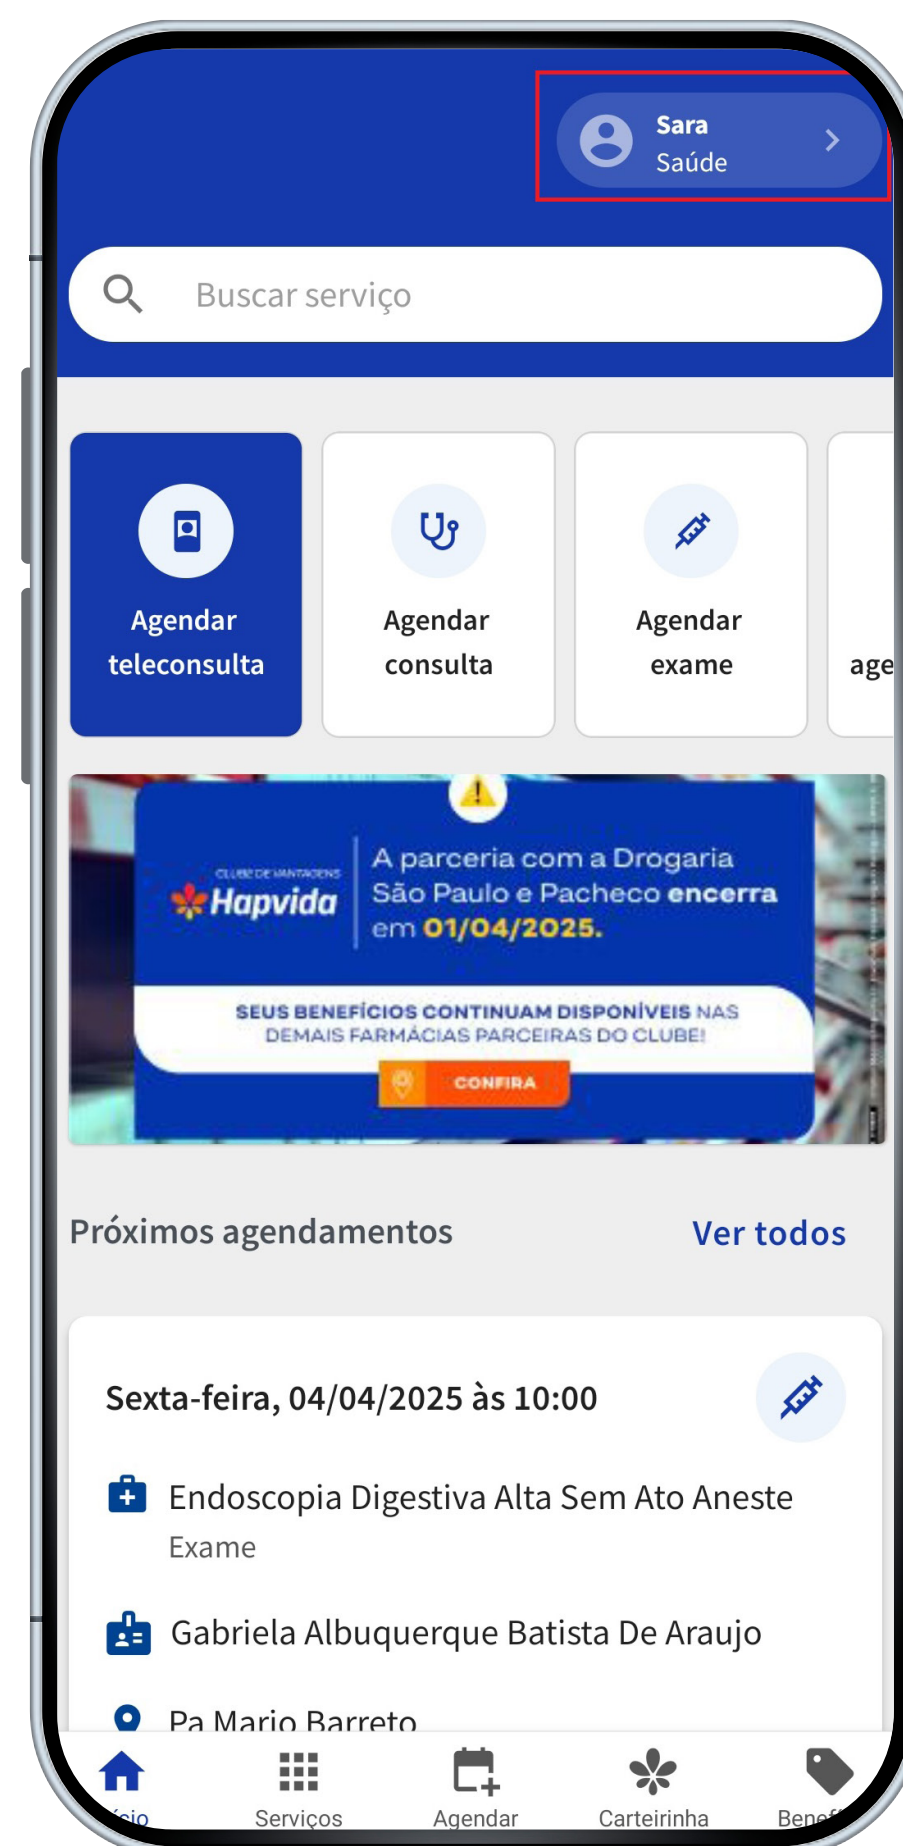 Sara
Saúde
Buscar serviço
Agendar
teleconsulta
Agendar
consulta
Agendar
exame
age
CLUBE DE VANTAGENS
Hapvida
A parceria com a Drogaria
São Paulo e Pacheco encerra
em 01/04/2025.
SEUS BENEFÍCIOS CONTINUAM DISPONÍVEIS NAS
DEMAIS FARMÁCIAS PARCEIRAS DO CLUBE!
CONFIRA
Próximos agendamentos
Ver todos
Sexta-feira, 04/04/2025 às 10:00
Endoscopia Digestiva Alta Sem Ato Aneste
Exame
Gabriela Albuquerque Batista De Araujo
Pa Mario Barreto
Serviços
Agendar
Carteirinha